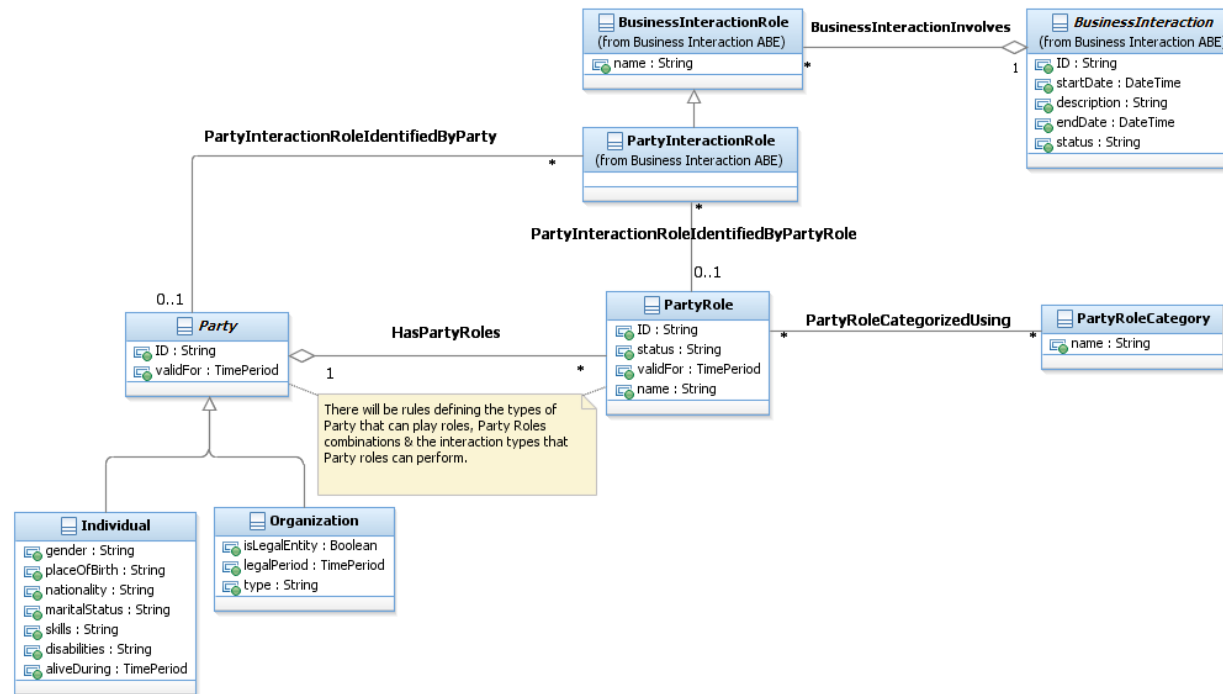 BusinessInteractionRole
(from Business Interaction ABE)
name : String
BusinessInteractionInvolves
*
1
BusinessInteraction
(from Business Interaction ABE)
ID : String
startDate : DateTime
description : String
endDate : DateTime
status : String
PartyInteractionRoleIdentifiedByParty
*
0..1
PartyInteractionRole
(from Business Interaction ABE)
*
PartyInteractionRoleIdentifiedByPartyRole
0..1
Party
ID : String
validFor : TimePeriod
HasPartyRoles
1
*
PartyRole
ID : String
status : String
validFor : TimePeriod
name : String
PartyRoleCategorizedUsing
*
*
PartyRoleCategory
name : String
There will be rules defining the types of
Party that can play roles, Party Roles
combinations & the interaction types that
Party roles can perform.
Individual
gender : String
placeOfBirth : String
nationality : String
maritalStatus : String
skills : String
disabilities : String
aliveDuring : TimePeriod
Organization
isLegalEntity : Boolean
legalPeriod : TimePeriod
type : String